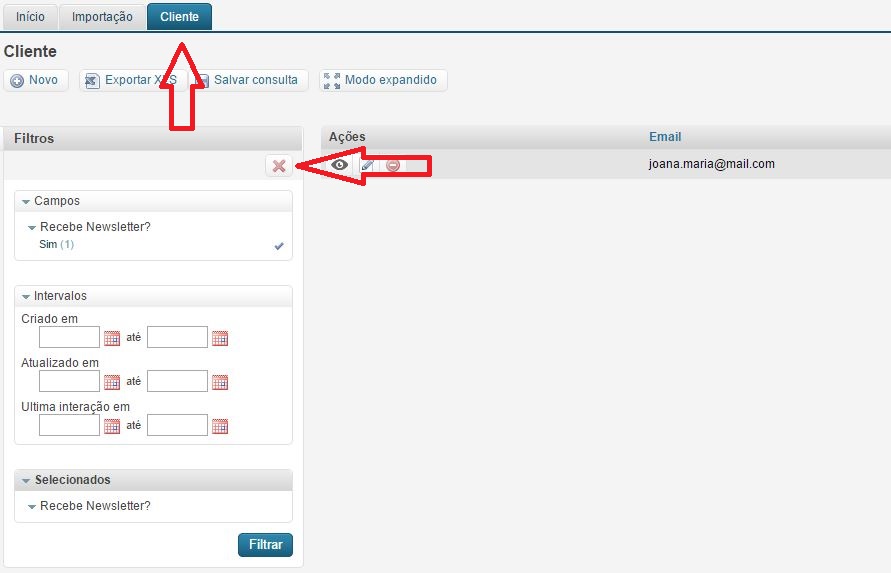 Início Importação Cliente
Cliente
Novo Exportar XLS Salvar consulta Modo expandido
Filtros
Ações Email
joana.maria@mail.com
Campos
Recebe Newsletter?
Sim (1)
Intervalos
Criado em
até
Atualizado em
até
Ultima interação em
até
Selecionados
Recebe Newsletter?
Filtrar